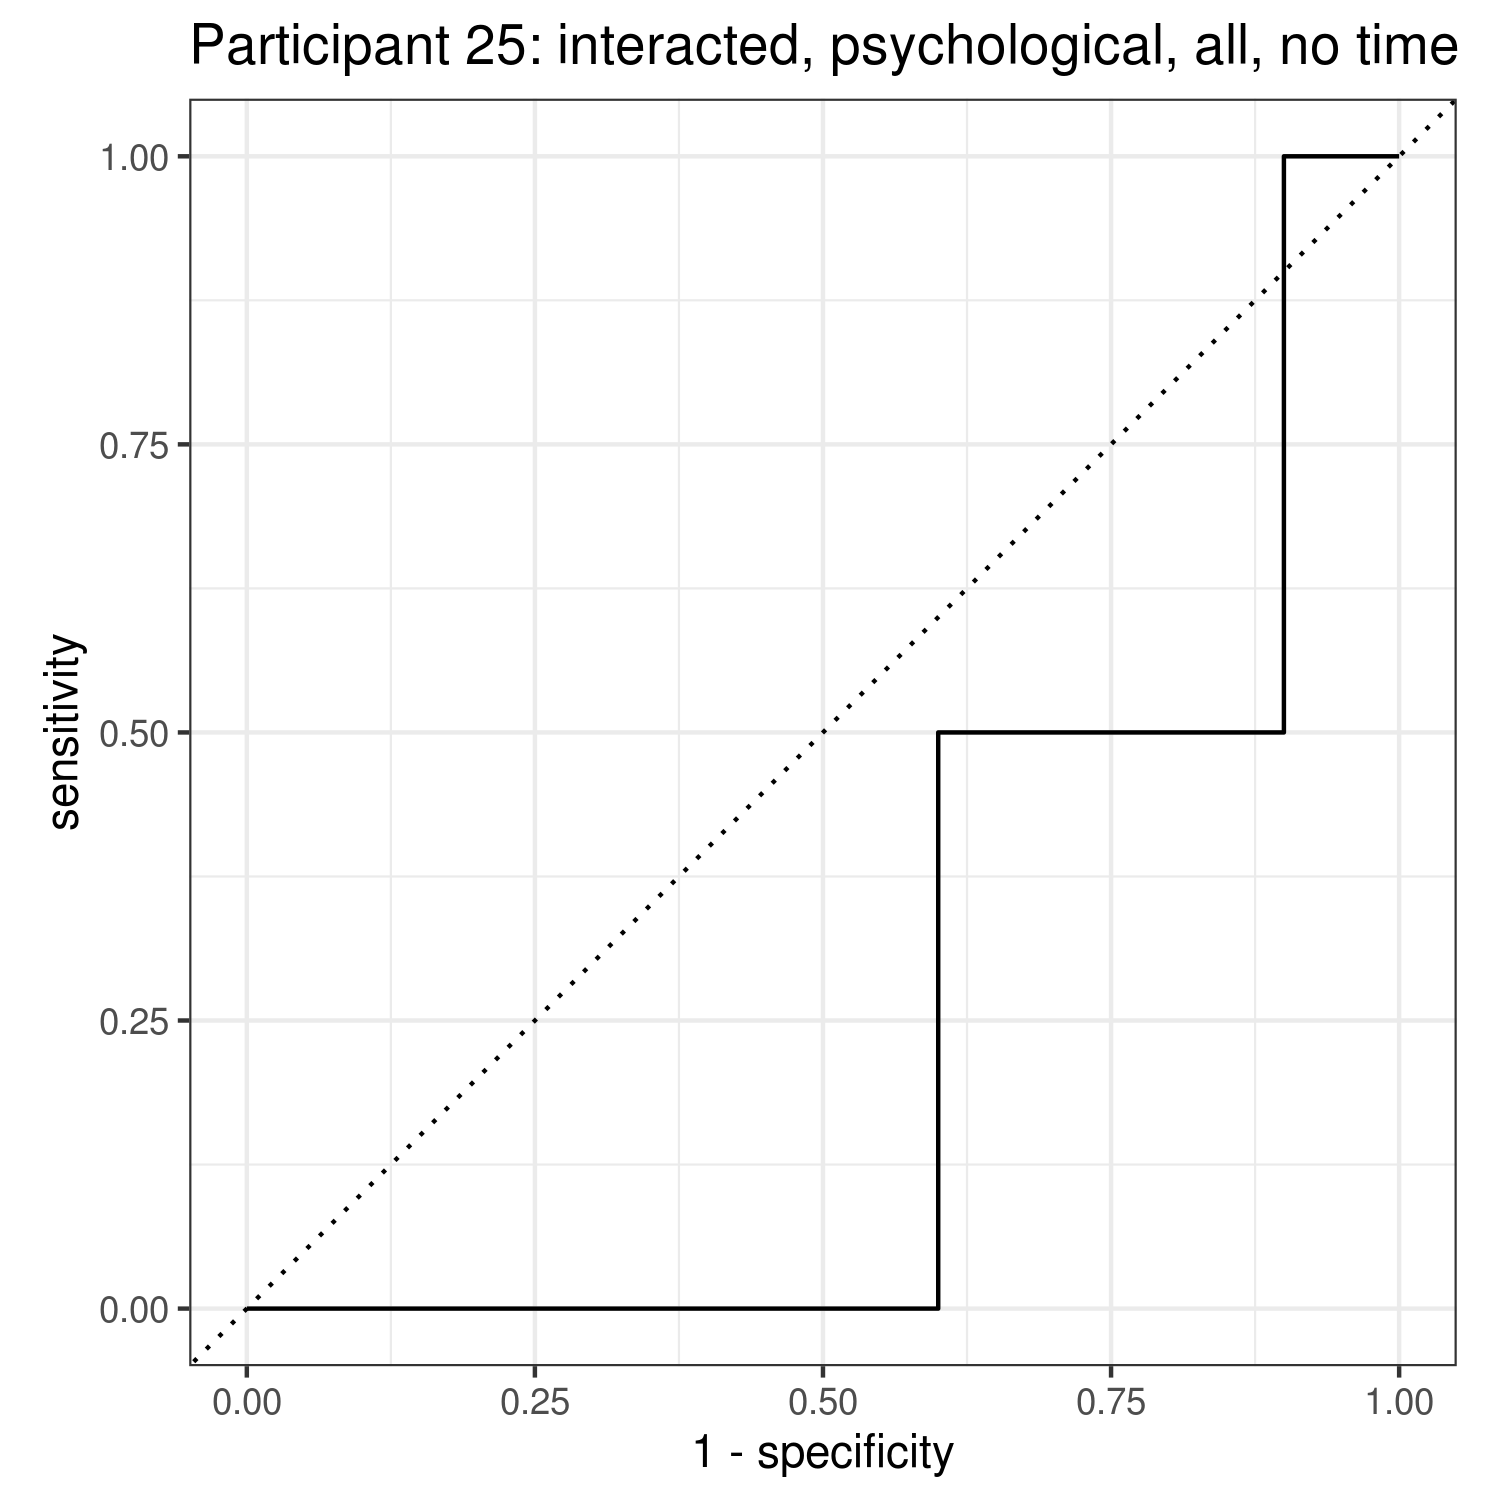 Participant 25: interacted, psychological, all, no time
1.00
0.75
0.50
0.25
0.00
sensitivity
0.00 0.25 0.50 0.75 1.00
1 - specificity